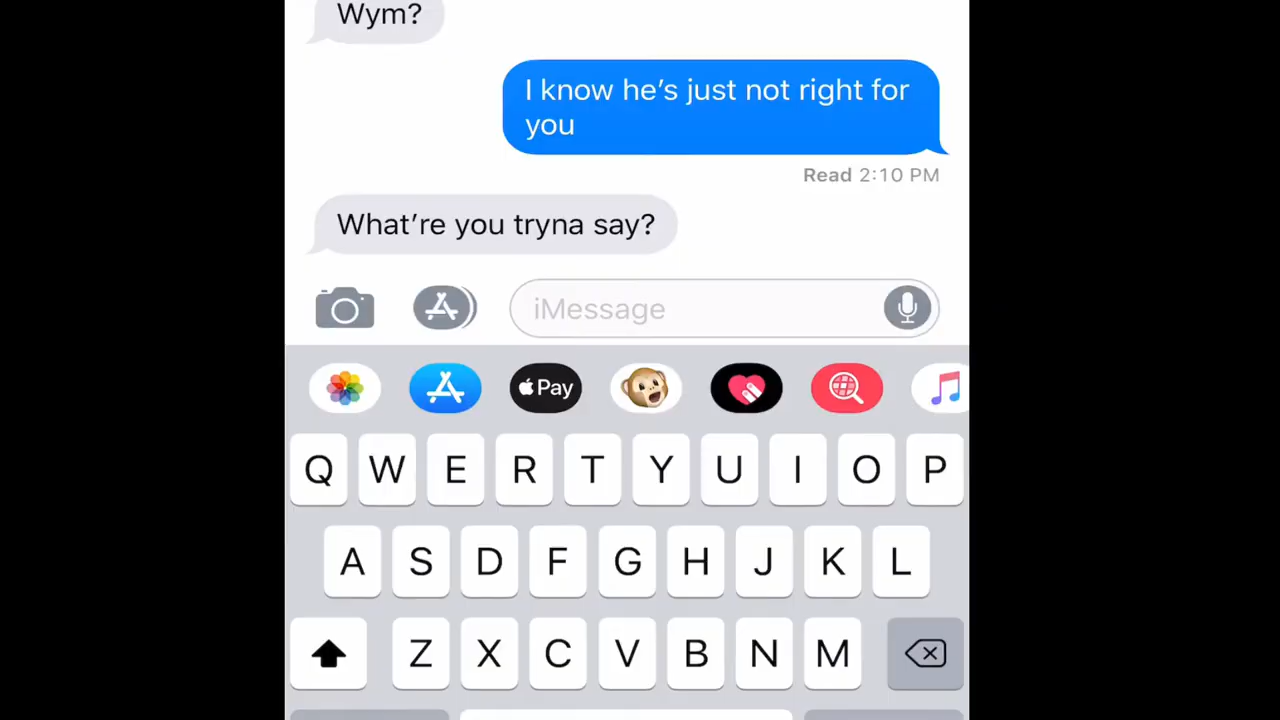 Wym?
I know he's just not right for
you
Read 2:10 PM
What're you tryna say?
iMessage
Pay
Q W E R T Y U I O P
A S D F G H J K L
Z X C V B N M